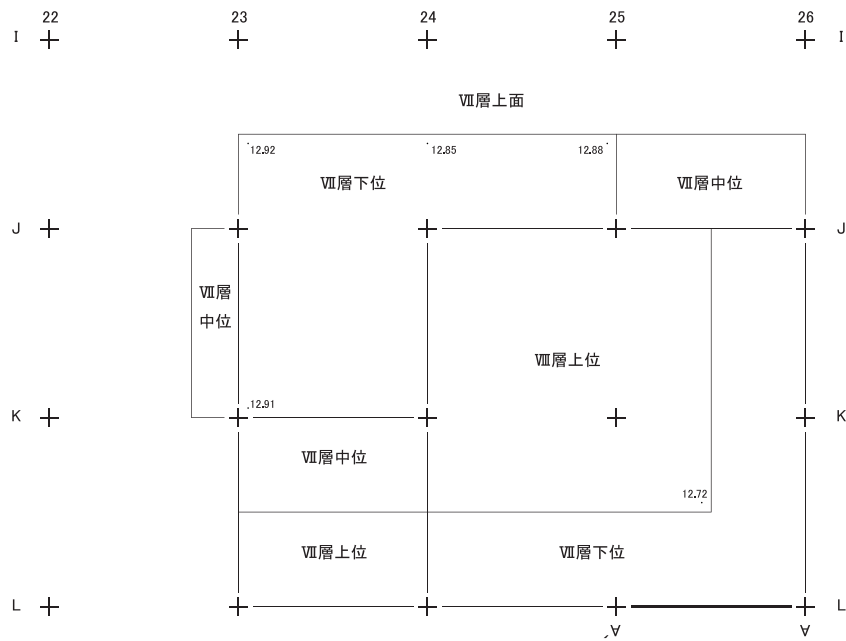 22 23 24 25 26
I I
Ⅶ層上面
12.92 12.85 12.88
Ⅶ層下位 Ⅶ層中位
J J
Ⅶ層
中位
Ⅷ層上位
12.91
K K
Ⅶ層中位
12.72
Ⅶ層上位 Ⅶ層下位
L L
A A